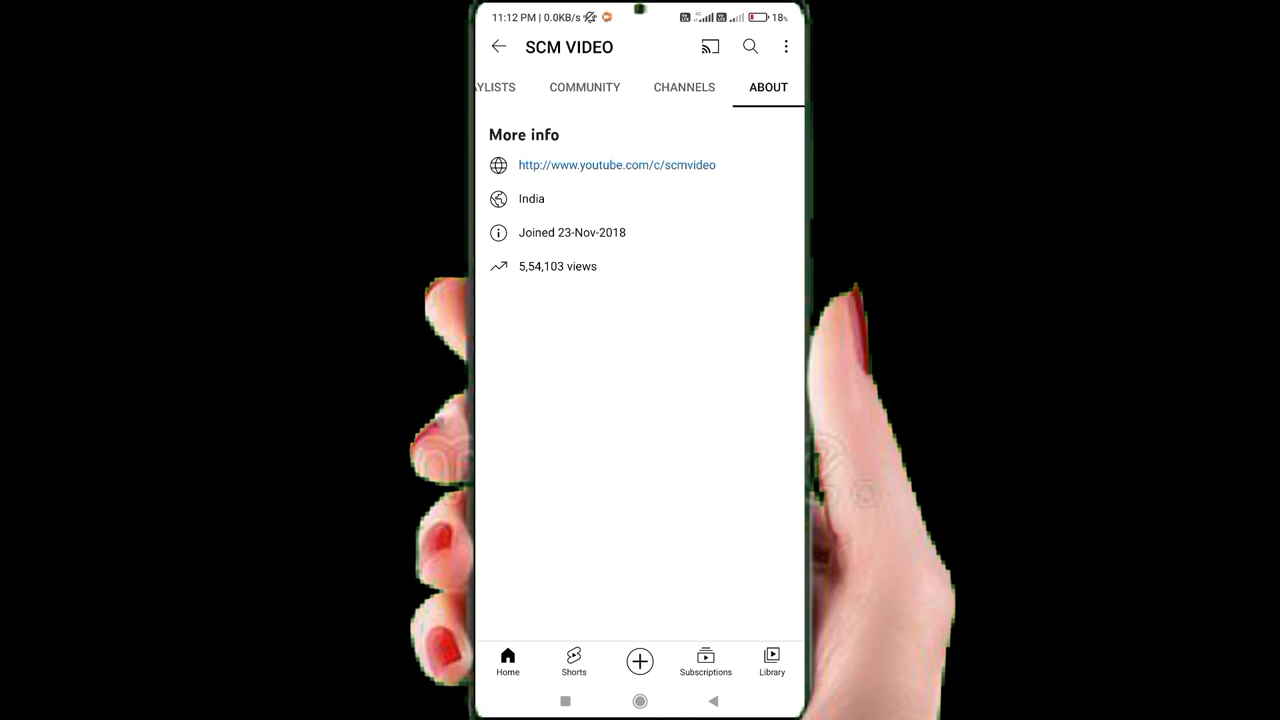 11:12 PM | 0.0KB/s 18%
SCM VIDEO
YLISTS COMMUNITY CHANNELS ABOUT
More info
http://www.youtube.com/c/scmvideo
India
Joined 23-Nov-2018
5,54,103 views
Home Shorts Subscriptions Library